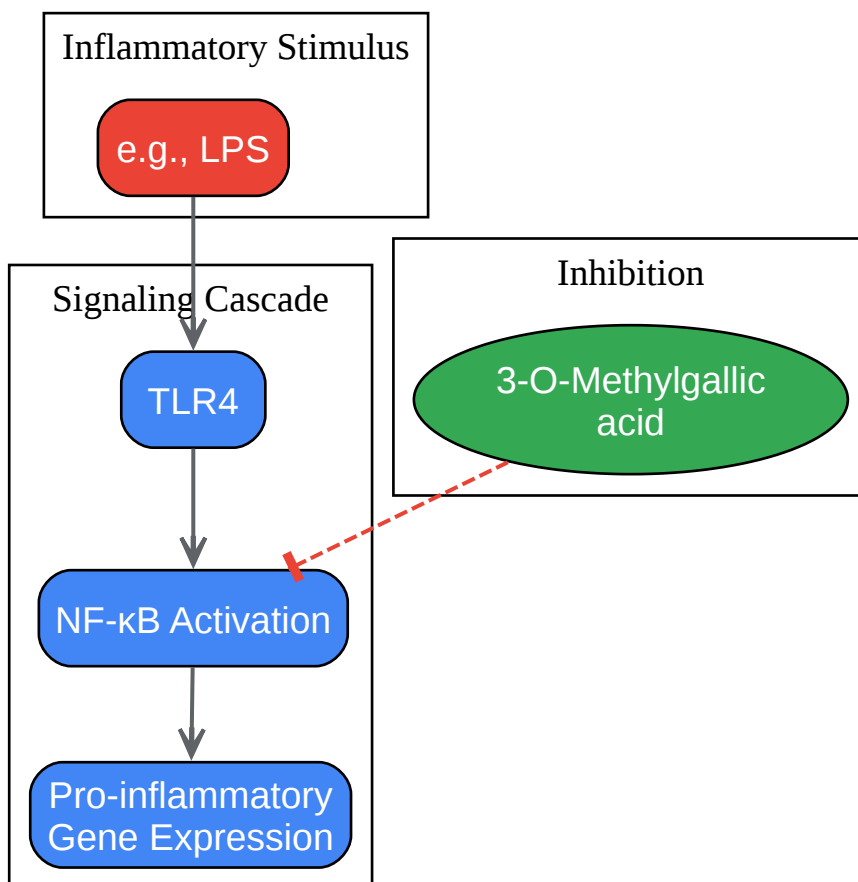 Inflammatory Stimulus
e.g., LPS
Signaling Cascade
TLR4
NF-κB Activation
Pro-inflammatory
Gene Expression
Inhibition
3-O-Methylgallic
acid